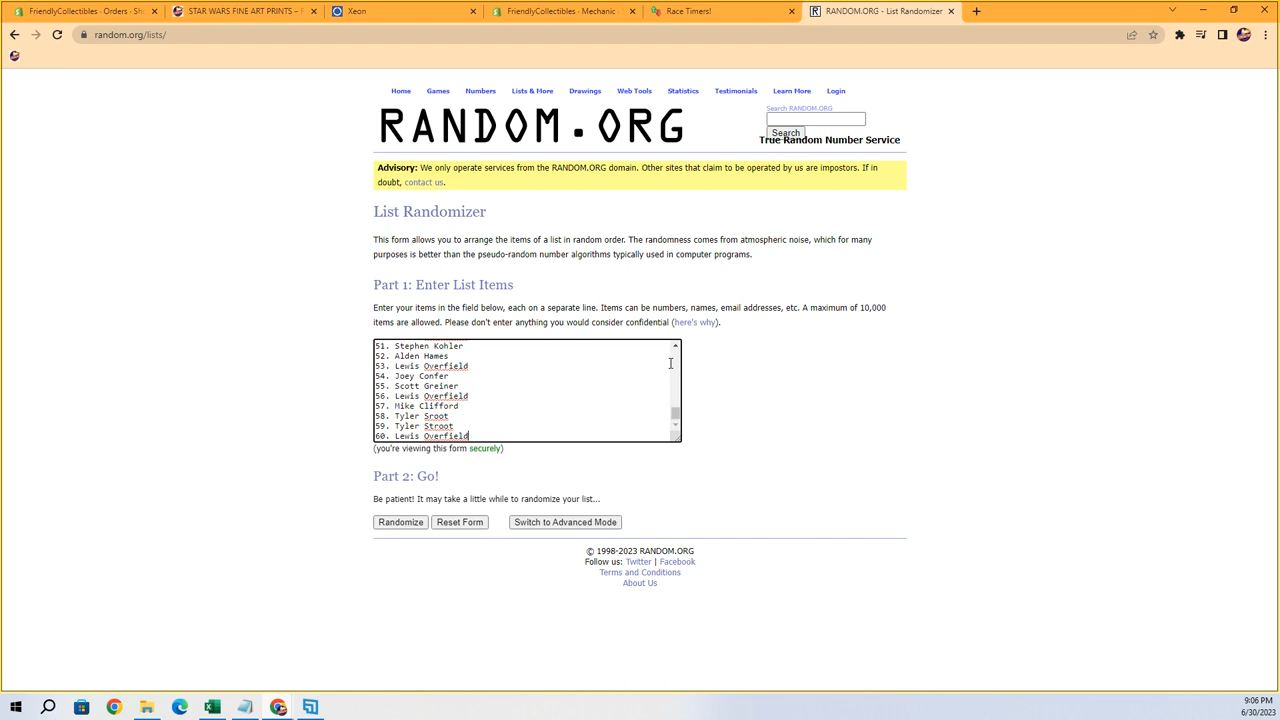 FriendlyCollectibles · Orders · Sh
STAR WARS FINE ART PRINTS – F
Xeon
FriendlyCollectibles · Mechanic
Race Timers!
RANDOM.ORG - List Randomizer
random.org/lists/
Home Games Numbers Lists & More Drawings Web Tools Statistics Testimonials Learn More Login
RANDOM.ORG
Search RANDOM.ORG
Search
True Random Number Service
Advisory: We only operate services from the RANDOM.ORG domain. Other sites that claim to be operated by us are impostors. If in
doubt, contact us.
List Randomizer
This form allows you to arrange the items of a list in random order. The randomness comes from atmospheric noise, which for many
purposes is better than the pseudo-random number algorithms typically used in computer programs.
Part 1: Enter List Items
Enter your items in the field below, each on a separate line. Items can be numbers, names, email addresses, etc. A maximum of 10,000
items are allowed. Please don't enter anything you would consider confidential (here's why).
51. Stephen Kohler
52. Alden Hames
53. Lewis Overfield
54. Joey Confer
55. Scott Greiner
56. Lewis Overfield
57. Mike Clifford
58. Tyler Sroot
59. Tyler Stroot
60. Lewis Overfield
(you're viewing this form securely)
Part 2: Go!
Be patient! It may take a little while to randomize your list...
Randomize Reset Form Switch to Advanced Mode
© 1998-2023 RANDOM.ORG
Follow us: Twitter | Facebook
Terms and Conditions
About Us
9:06 PM
6/30/2023